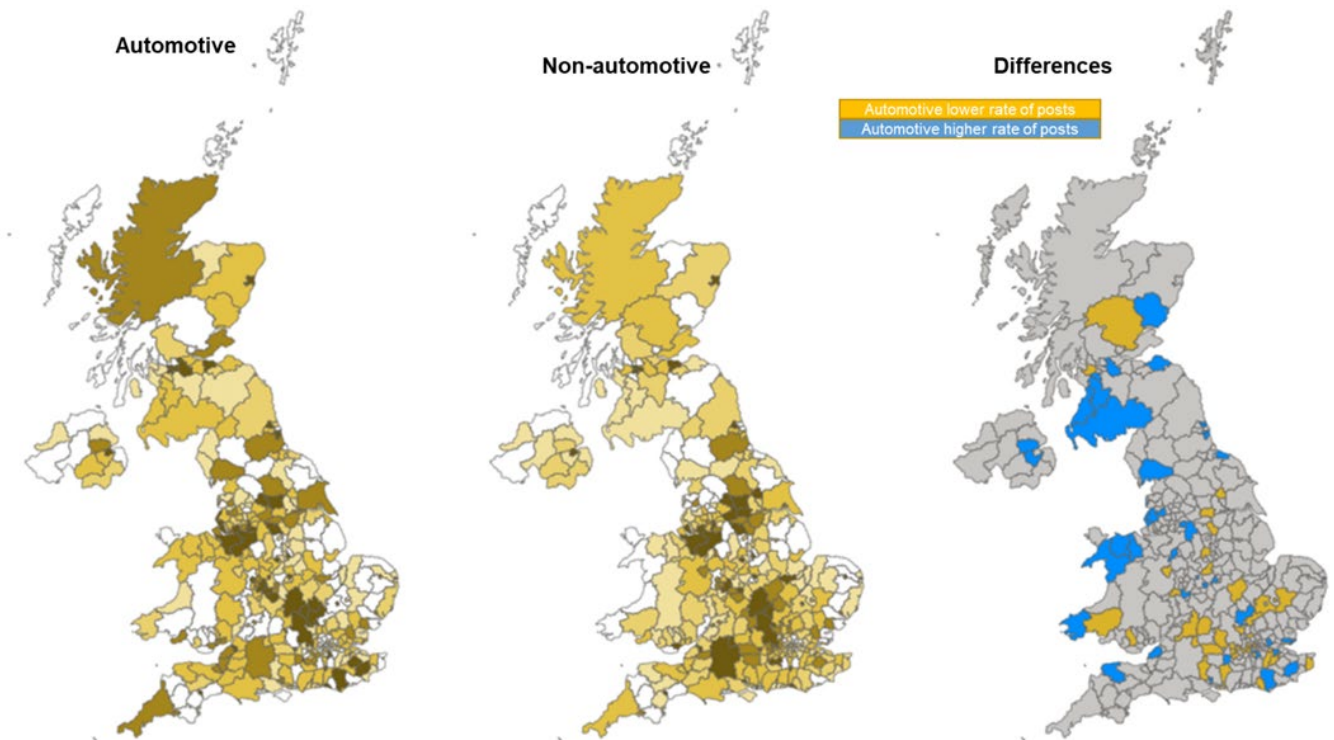 Automotive
Non-automotive
Differences
Automotive lower rate of posts
Automotive higher rate of posts